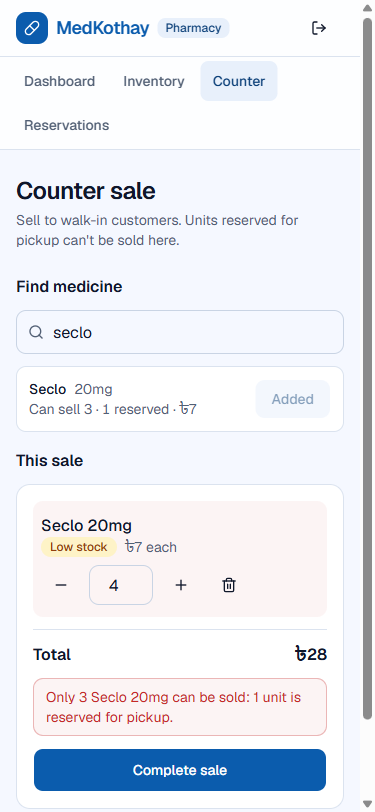 MedKothay Pharmacy
Dashboard Inventory Counter
Reservations
Counter sale
Sell to walk-in customers. Units reserved for
pickup can't be sold here.
Find medicine
seclo
Seclo 20mg
Can sell 3 · 1 reserved · ৳7
Added
This sale
Seclo 20mg
Low stock ৳7 each
− 4 +
Total ৳28
Only 3 Seclo 20mg can be sold: 1 unit is
reserved for pickup.
Complete sale